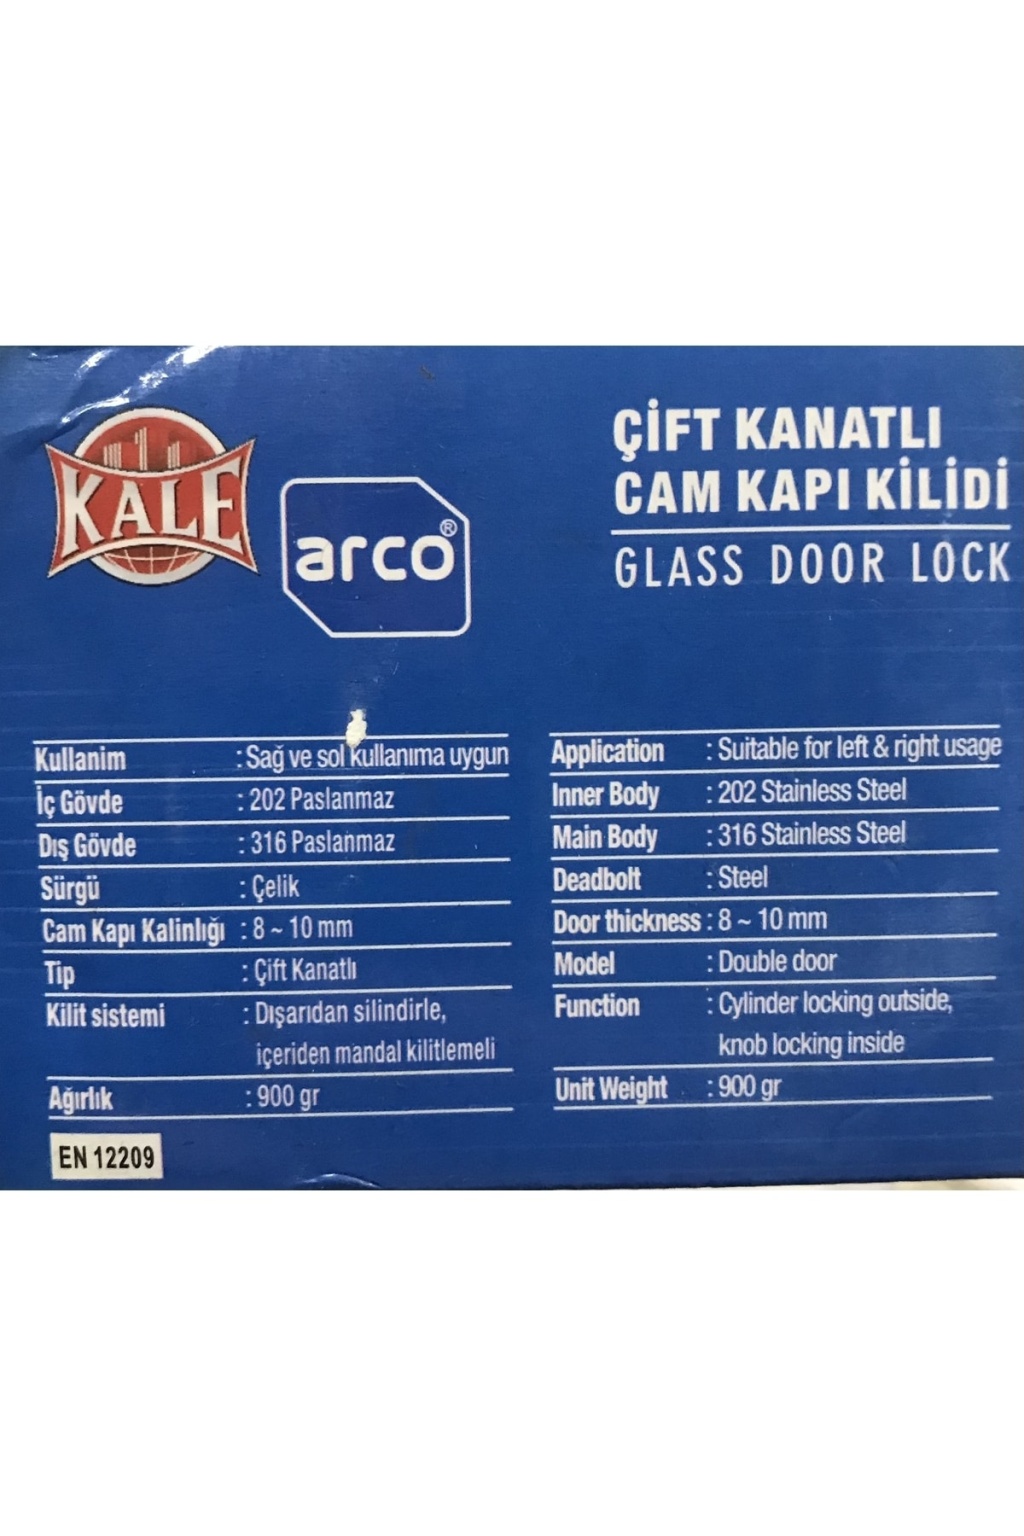 KALE
arco®
ÇİFT KANATLI
CAM KAPI KİLİDİ
GLASS DOOR LOCK
Kullanim : Sağ ve sol kullanıma uygun
İç Gövde : 202 Paslanmaz
Dış Gövde : 316 Paslanmaz
Sürgü : Çelik
Cam Kapı Kalinlığı : 8 ~ 10 mm
Tip : Çift Kanatlı
Kilit sistemi : Dışarıdan silindirle,
içeriden mandal kilitlemeli
Ağırlık : 900 gr
EN 12209
Application : Suitable for left & right usage
Inner Body : 202 Stainless Steel
Main Body : 316 Stainless Steel
Deadbolt : Steel
Door thickness : 8 ~ 10 mm
Model : Double door
Function : Cylinder locking outside,
knob locking inside
Unit Weight : 900 gr